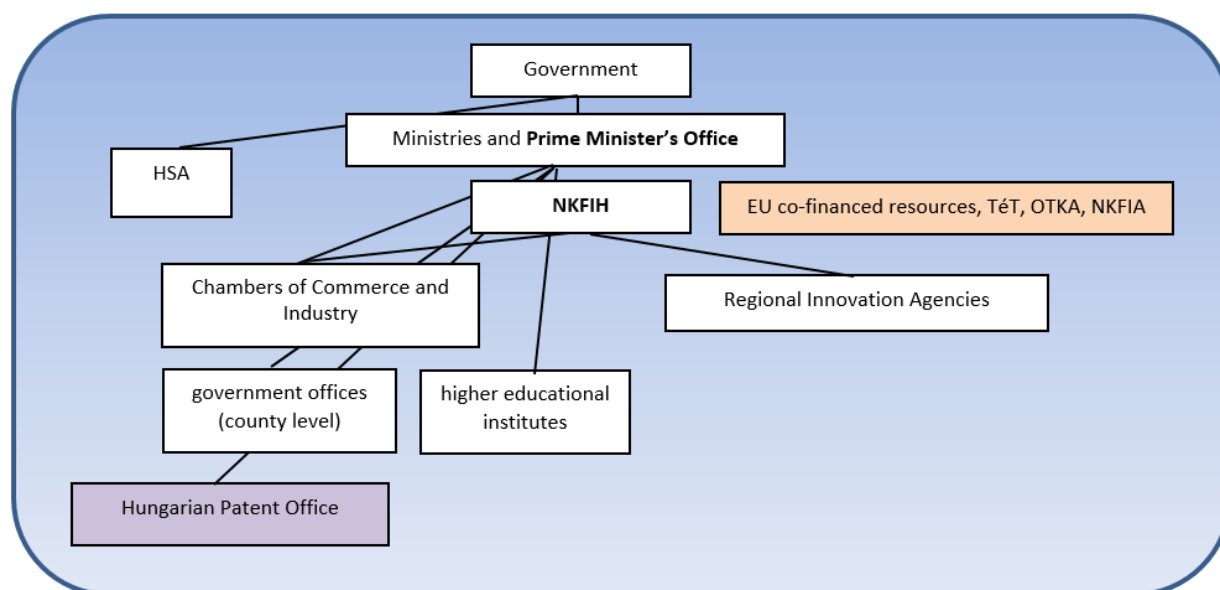 Government
Ministries and Prime Minister’s Office
HSA
NKFIH
EU co-financed resources, TéT, OTKA, NKFIA
Chambers of Commerce and
Industry
Regional Innovation Agencies
government offices
(county level)
higher educational
institutes
Hungarian Patent Office